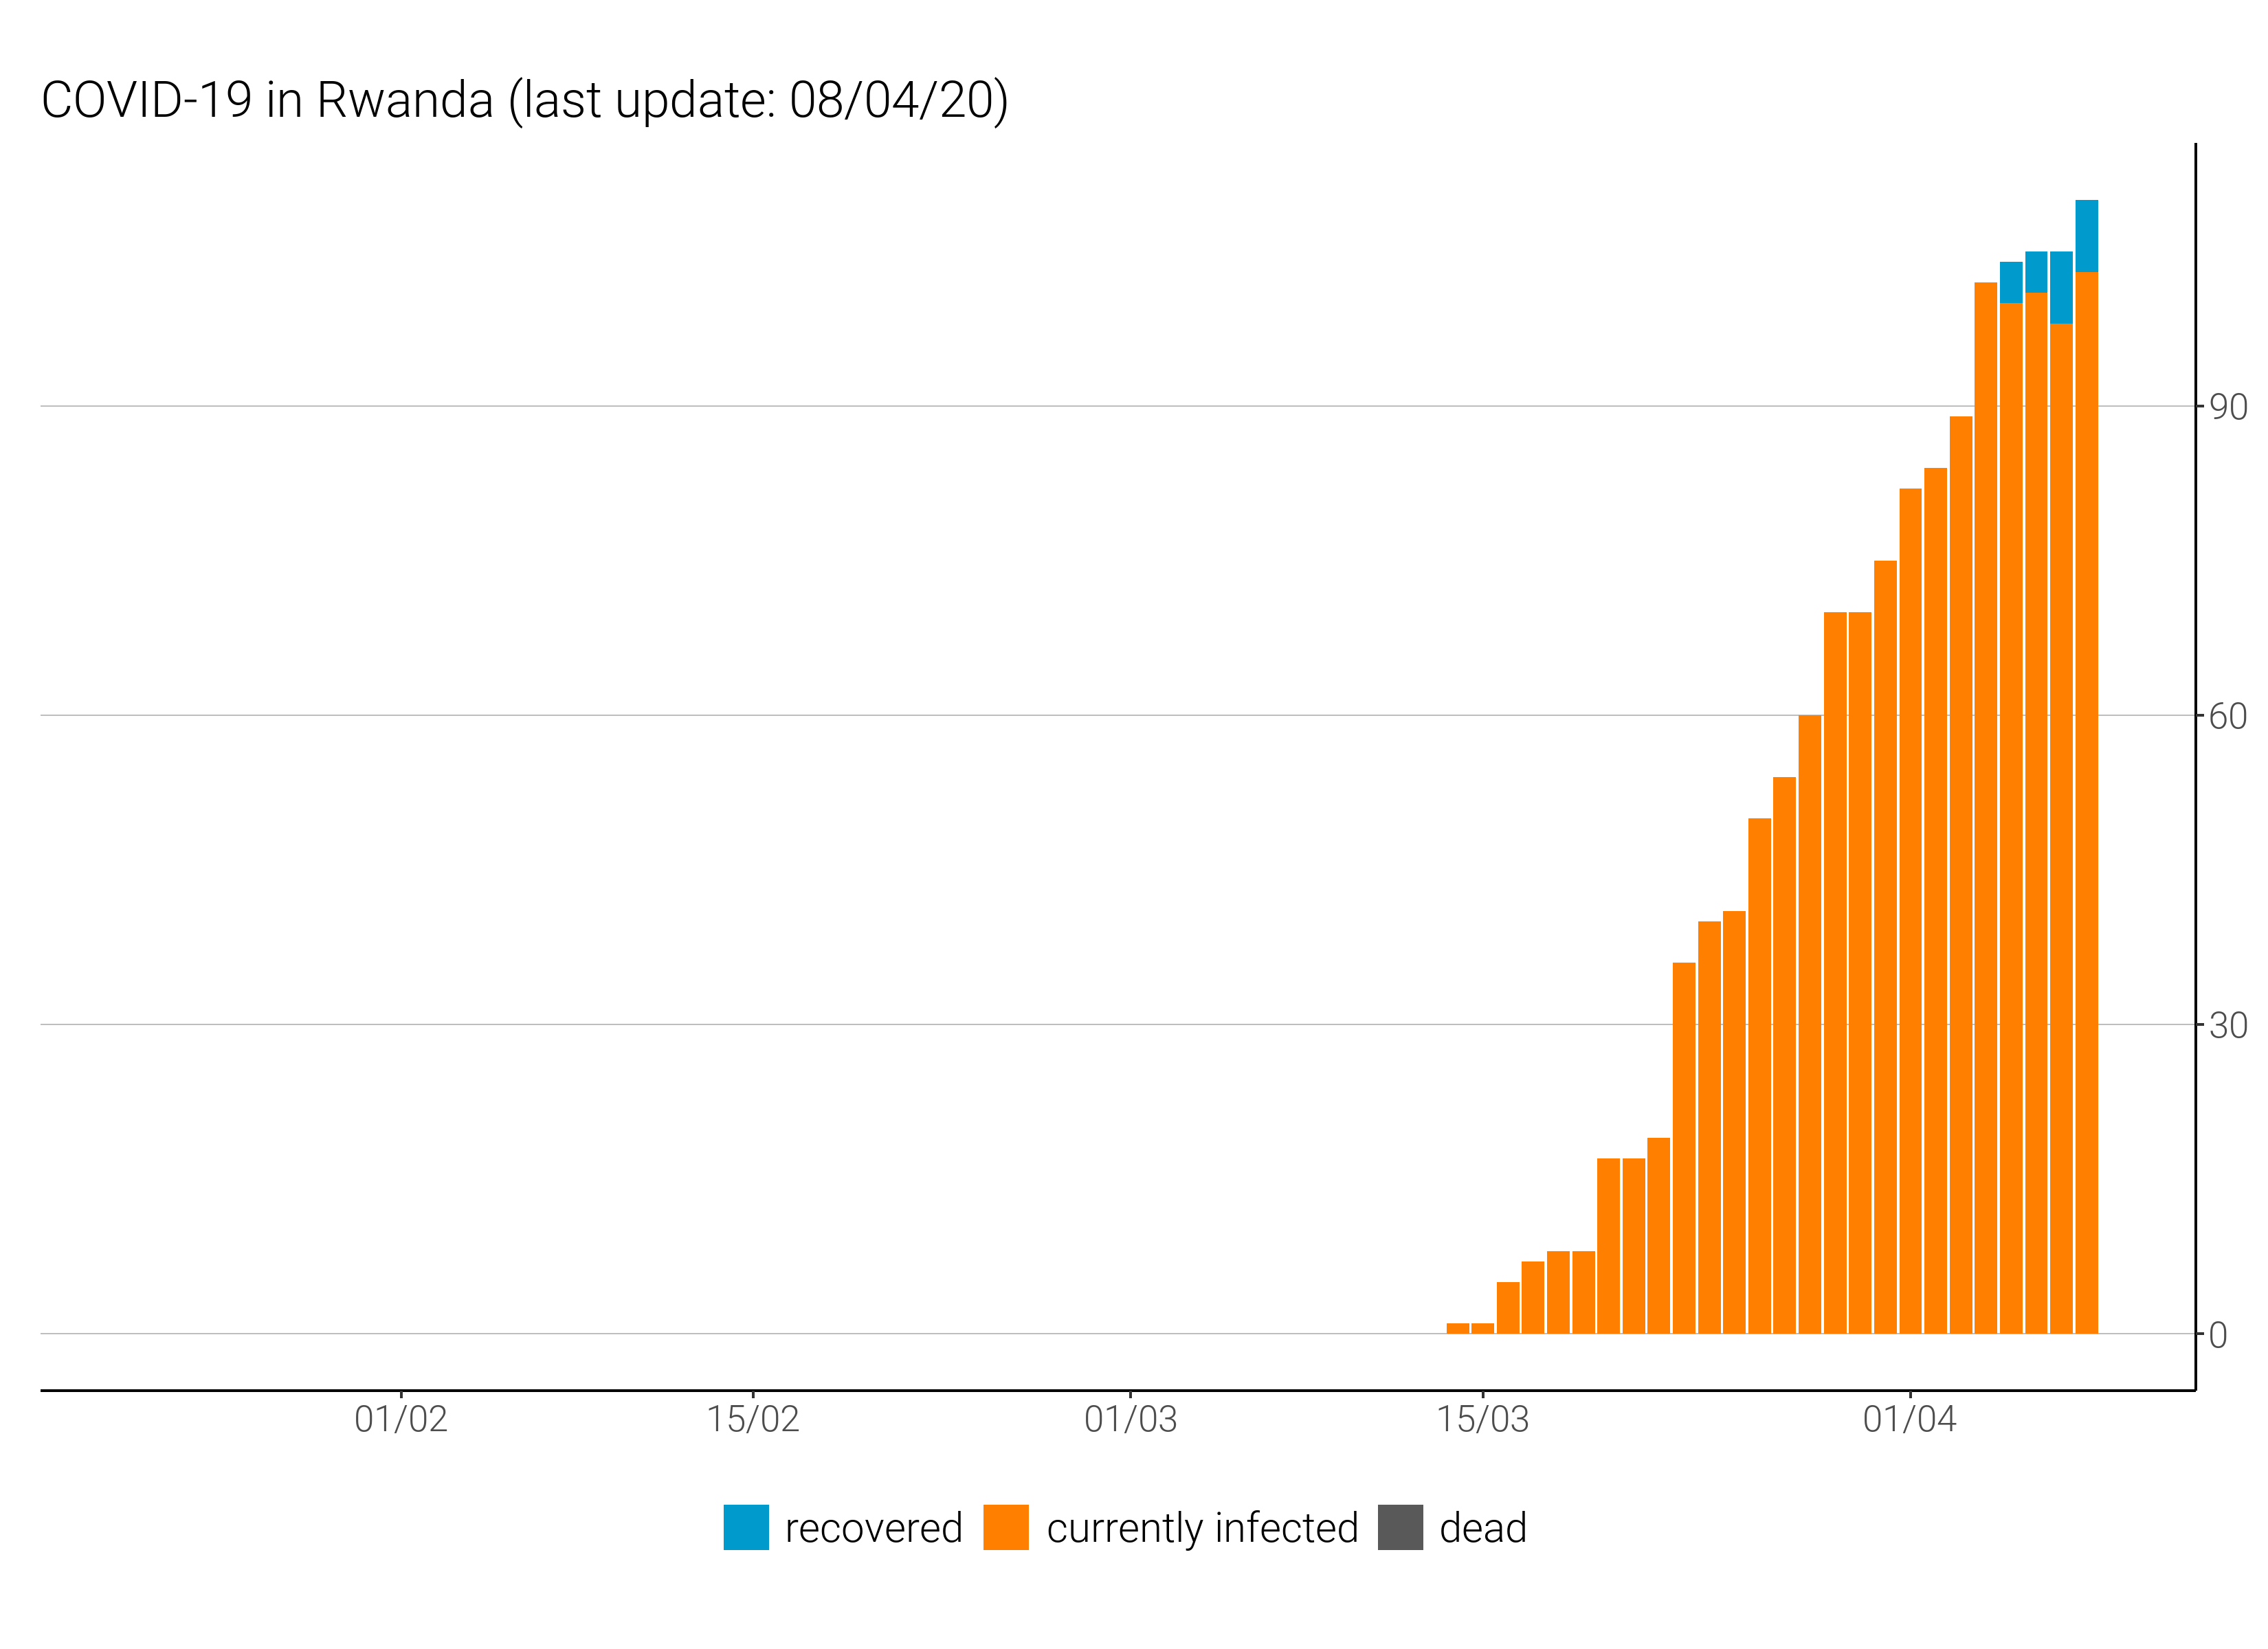 COVID-19 in Rwanda (last update: 08/04/20)
90
60
30
0
01/02 15/02 01/03 15/03 01/04
recovered currently infected dead